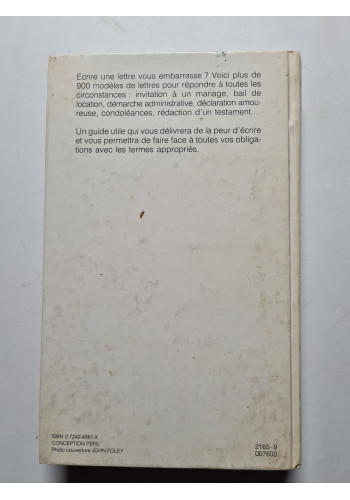 Ecrire une lettre vous embarrasse ? Voici plus de
900 modèles de lettres pour répondre à toutes les
circonstances : invitation à un mariage, bail de
location, démarche administrative, déclaration amou-
reuse, condoléances, rédaction d'un testament...
Un guide utile qui vous délivrera de la peur d'écrire
et vous permettra de faire face à toutes vos obliga-
tions avec les termes appropriés.
ISBN 2-7242-4561-X
CONCEPTION PEPS
Photo couverture JOHN FOLEY
2165-9
007600